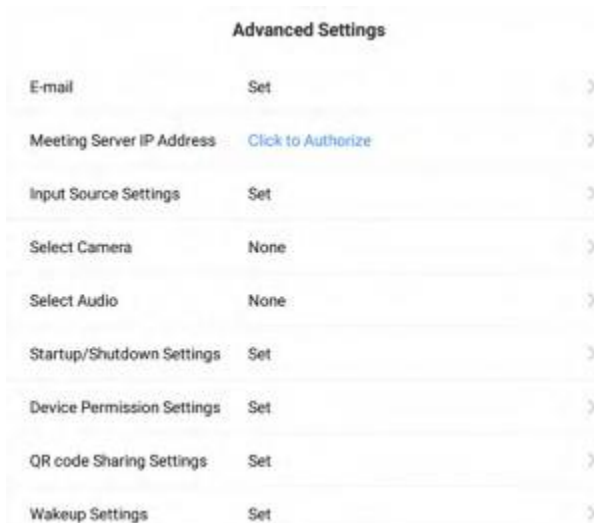 Advanced Settings
E-mail Set
Meeting Server IP Address Click to Authorize
Input Source Settings Set
Select Camera None
Select Audio None
Startup/Shutdown Settings Set
Device Permission Settings Set
QR code Sharing Settings Set
Wakeup Settings Set